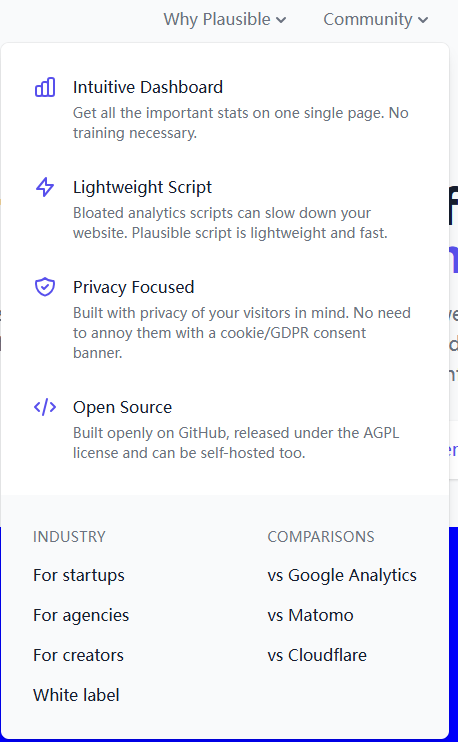 Why Plausible
Community
Intuitive Dashboard
Get all the important stats on one single page. No
training necessary.
Lightweight Script
Bloated analytics scripts can slow down your
website. Plausible script is lightweight and fast.
Privacy Focused
Built with privacy of your visitors in mind. No need
to annoy them with a cookie/GDPR consent
banner.
Open Source
Built openly on GitHub, released under the AGPL
license and can be self-hosted too.
INDUSTRY
For startups
For agencies
For creators
White label
COMPARISONS
vs Google Analytics
vs Matomo
vs Cloudflare